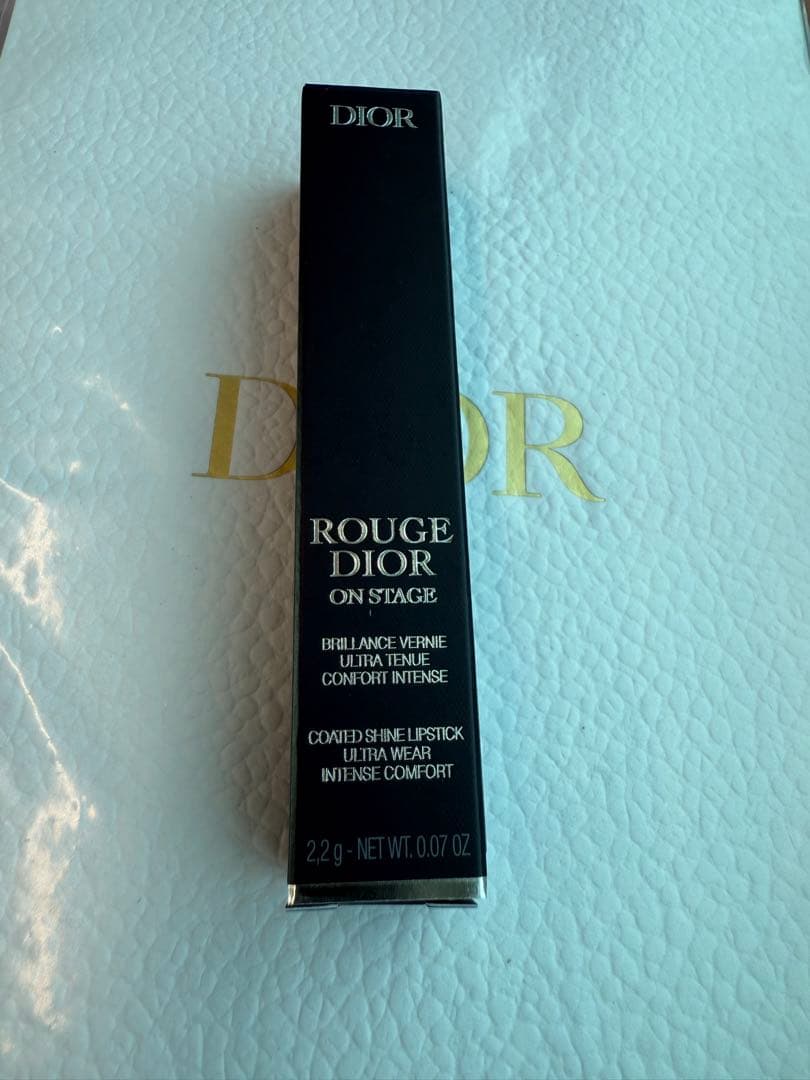 DIOR
D OR
ROUGE
DIOR
ON STAGE
BRILLANCE VERNIE
ULTRA TENUE
CONFORT INTENSE
COATED SHINE LIPSTICK
ULTRA WEAR
INTENSE COMFORT
2,2 g - NET WT. 0.07 OZ